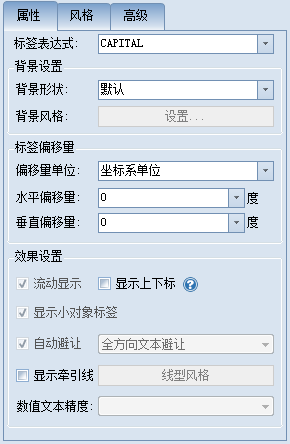 属性 风格 高级
标签表达式: CAPITAL
背景设置
背景形状: 默认
背景风格: 设置...
标签偏移量
偏移量单位: 坐标系单位
水平偏移量: 0 度
垂直偏移量: 0 度
效果设置
流动显示 显示上下标 ?
显示小对象标签
自动避让 全方向文本避让
显示牵引线 线型风格
数值文本精度: